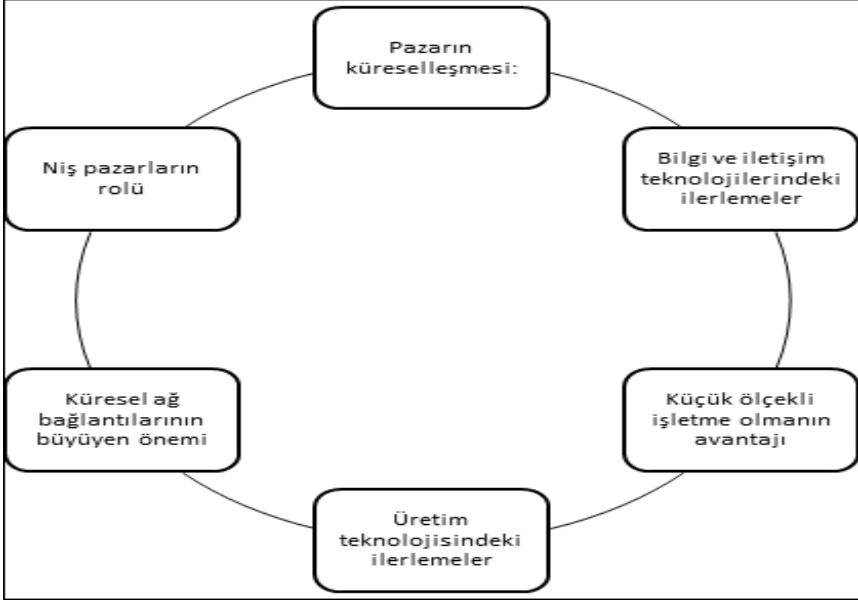 Pazarın
küreselleşmesi:
Bilgi ve iletişim
teknolojilerindeki
ilerlemeler
Küçük ölçekli
işletme olmanın
avantajı
Üretim
teknolojisindeki
ilerlemeler
Küresel ağ
bağlantılarının
büyüyen önemi
Niş pazarların
rolü